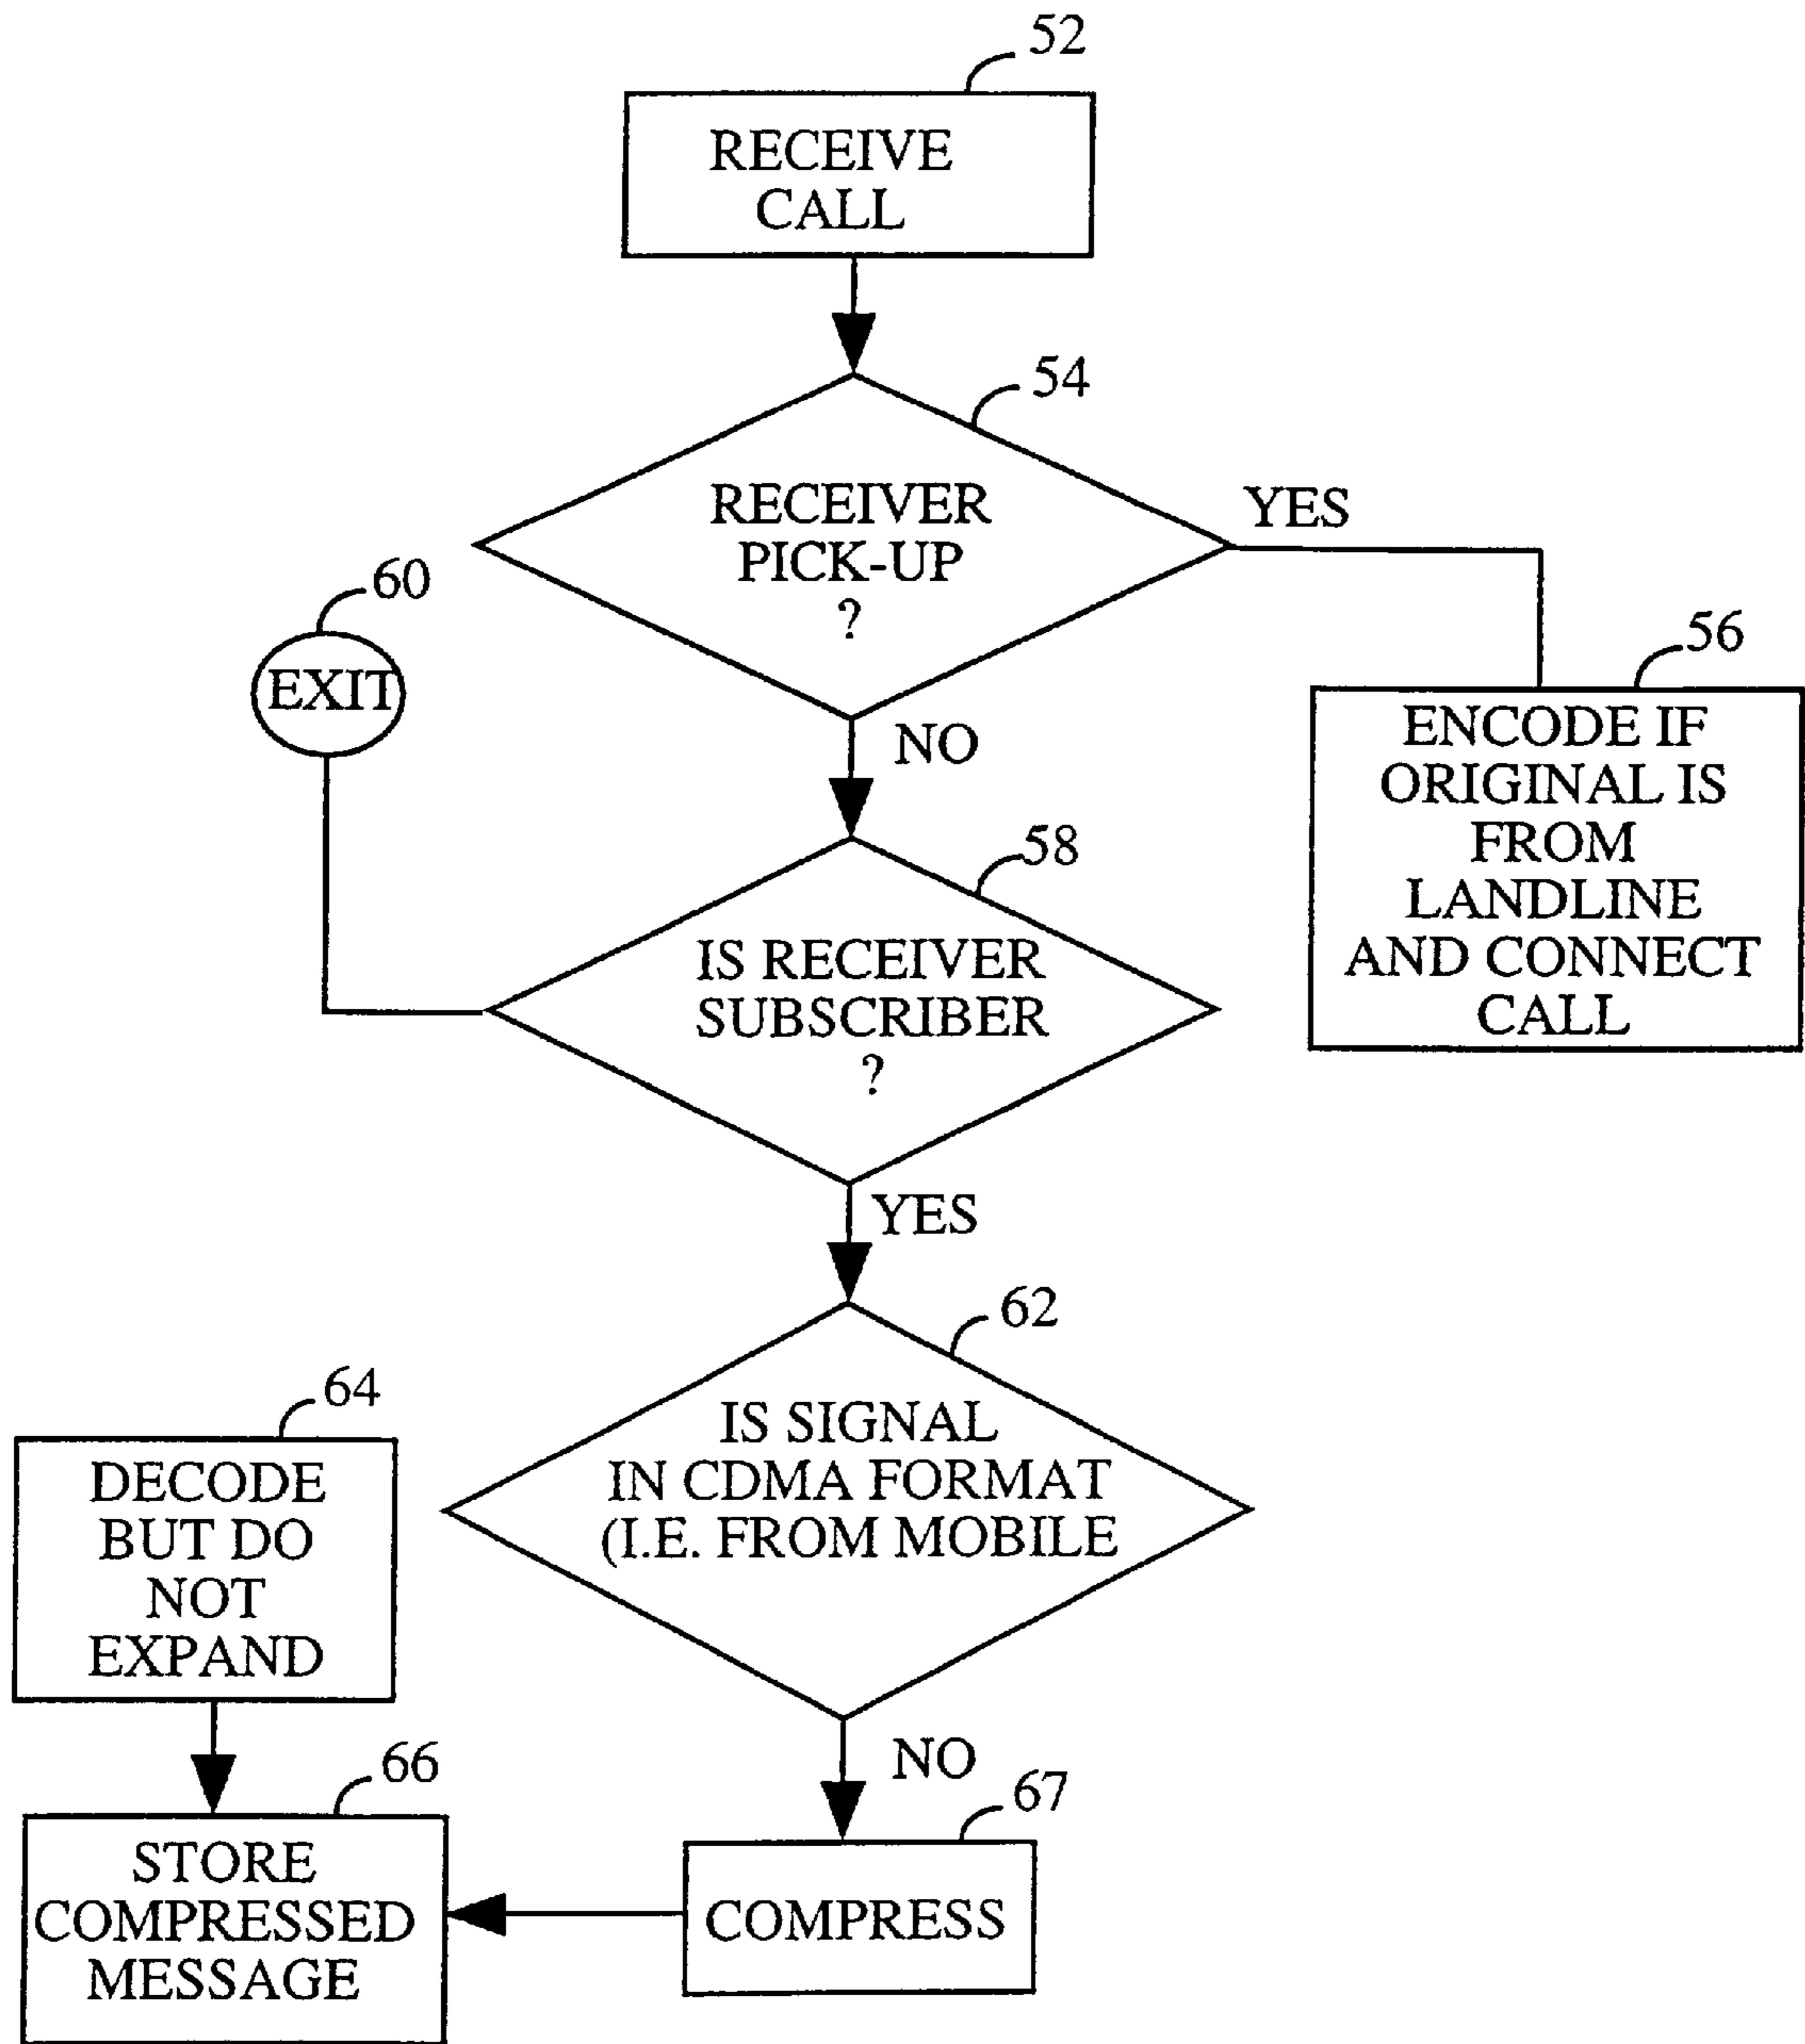 52
RECEIVE
CALL
54
RECEIVER
PICK-UP
?
YES
60
EXIT
56
ENCODE IF
ORIGINAL IS
FROM
LANDLINE
AND CONNECT
CALL
NO
58
IS RECEIVER
SUBSCRIBER
?
YES
62
IS SIGNAL
IN CDMA FORMAT
(I.E. FROM MOBILE
64
DECODE
BUT DO
NOT
EXPAND
NO
66
STORE
COMPRESSED
MESSAGE
67
COMPRESS